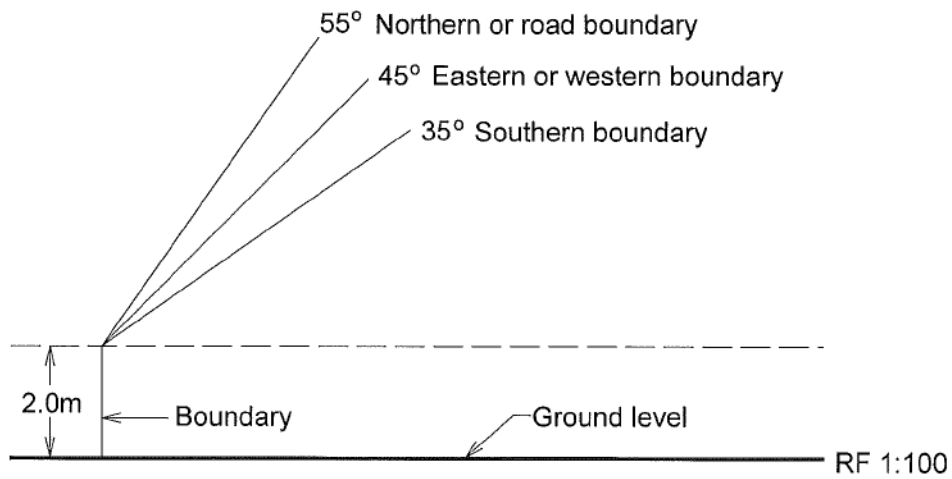 55° Northern or road boundary
45° Eastern or western boundary
35° Southern boundary
2.0m
Boundary
Ground level
RF 1:100